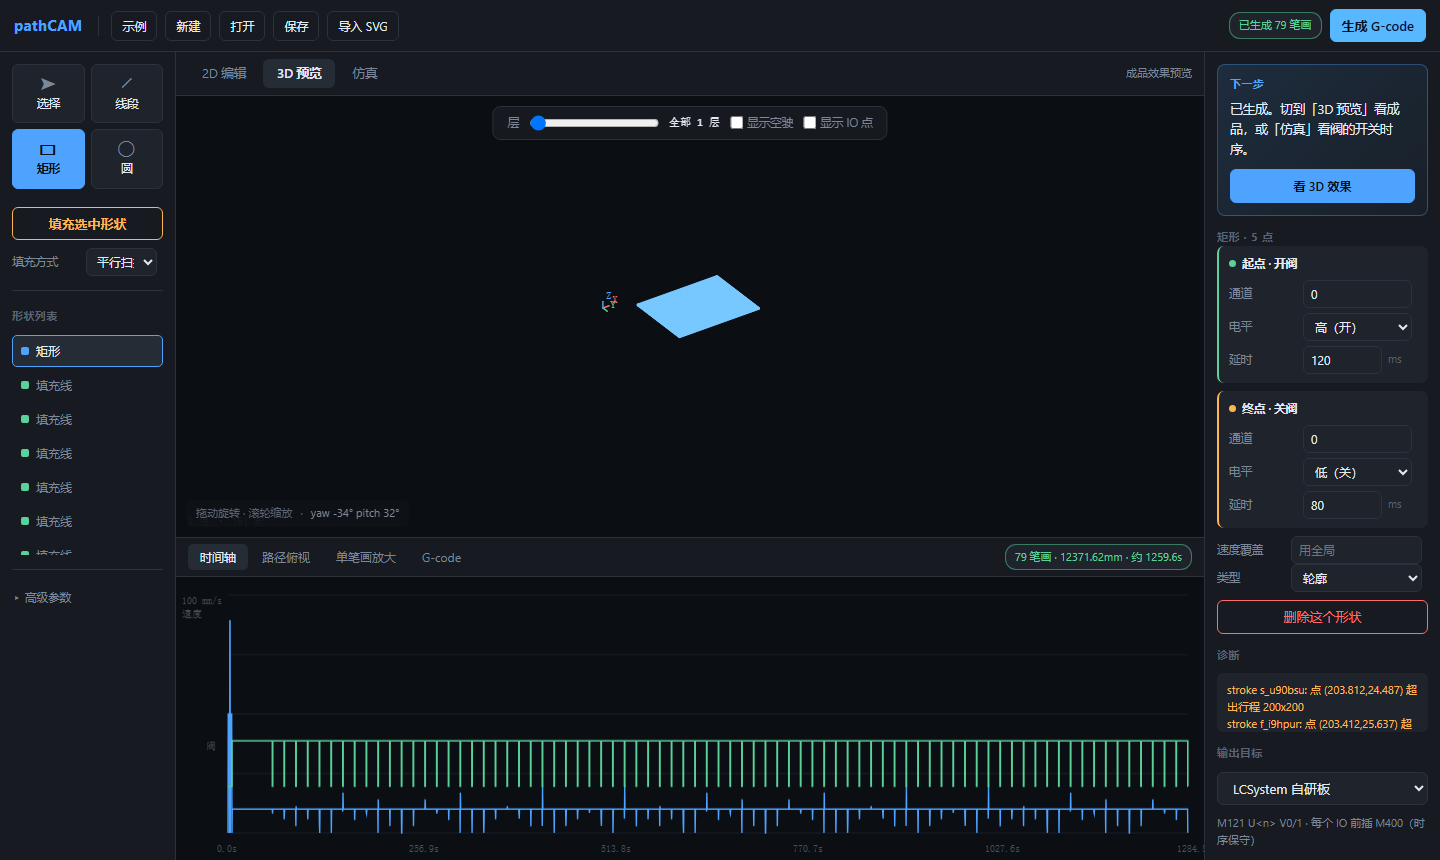 pathCAM
示例
新建
打开
保存
导入 SVG
已生成 79 笔画
生成 G-code
选择
线段
矩形
圆
填充选中形状
填充方式
平行扫
形状列表
矩形
填充线
填充线
填充线
填充线
填充线
填充线
高级参数
2D 编辑
3D 预览
仿真
成品效果预览
层
全部 1 层
显示空驶
显示 IO 点
Z
X
Y
拖动旋转 · 滚轮缩放 · yaw -34° pitch 32°
时间轴
路径俯视
单笔画放大
G-code
79 笔画 · 12371.62mm · 约 1259.6s
100 mm/s
速度
阀
0.0s
256.9s
513.8s
770.7s
1027.6s
1284.
下一步
已生成。切到「3D 预览」看成
品，或「仿真」看阀的开关时
序。
看 3D 效果
矩形 · 5 点
起点 · 开阀
通道
0
电平
高（开）
延时
120
ms
终点 · 关阀
通道
0
电平
低（关）
延时
80
ms
速度覆盖
用全局
类型
轮廓
删除这个形状
诊断
stroke s_u90bsu: 点 (203.812,24.487) 超
出行程 200x200
stroke f_i9hpur: 点 (203.412,25.637) 超
输出目标
LCSystem 自研板
M121 U<n> V0/1 · 每个 IO 前插 M400（时
序保守）